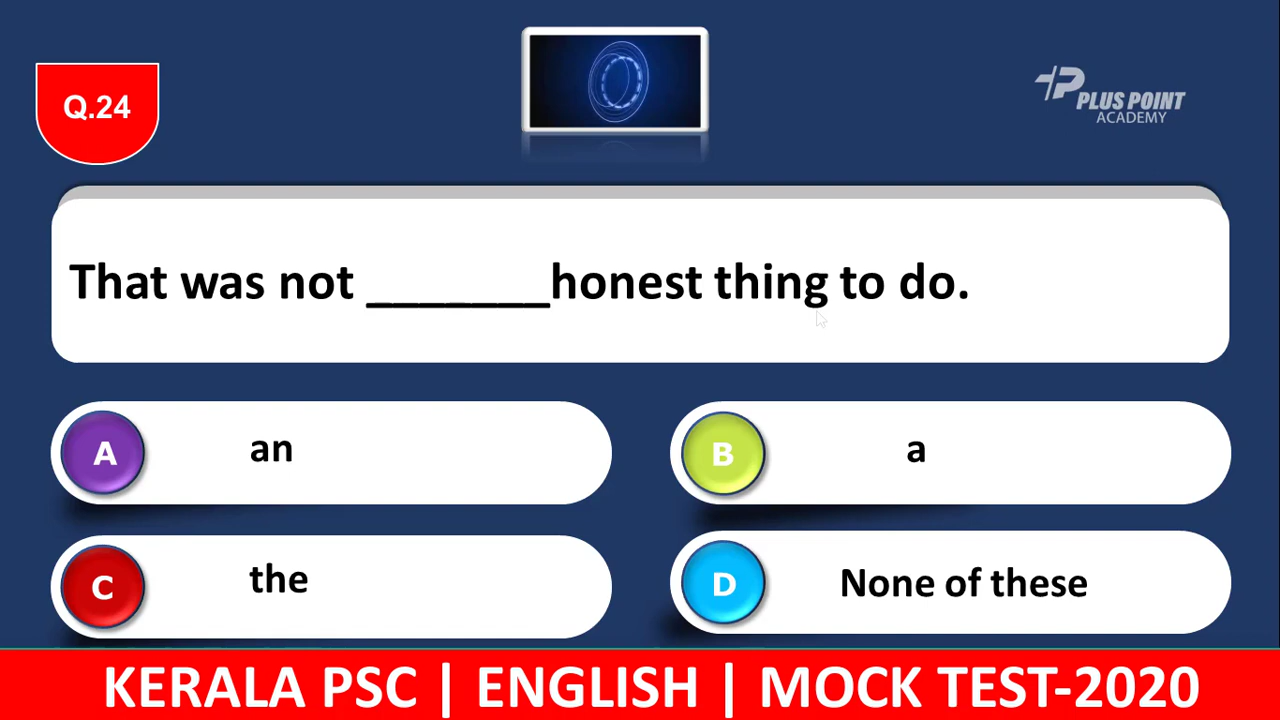 Q.24
PLUS POINT
ACADEMY
That was not _______honest thing to do.
A an
B a
C the
D None of these
KERALA PSC | ENGLISH | MOCK TEST-2020